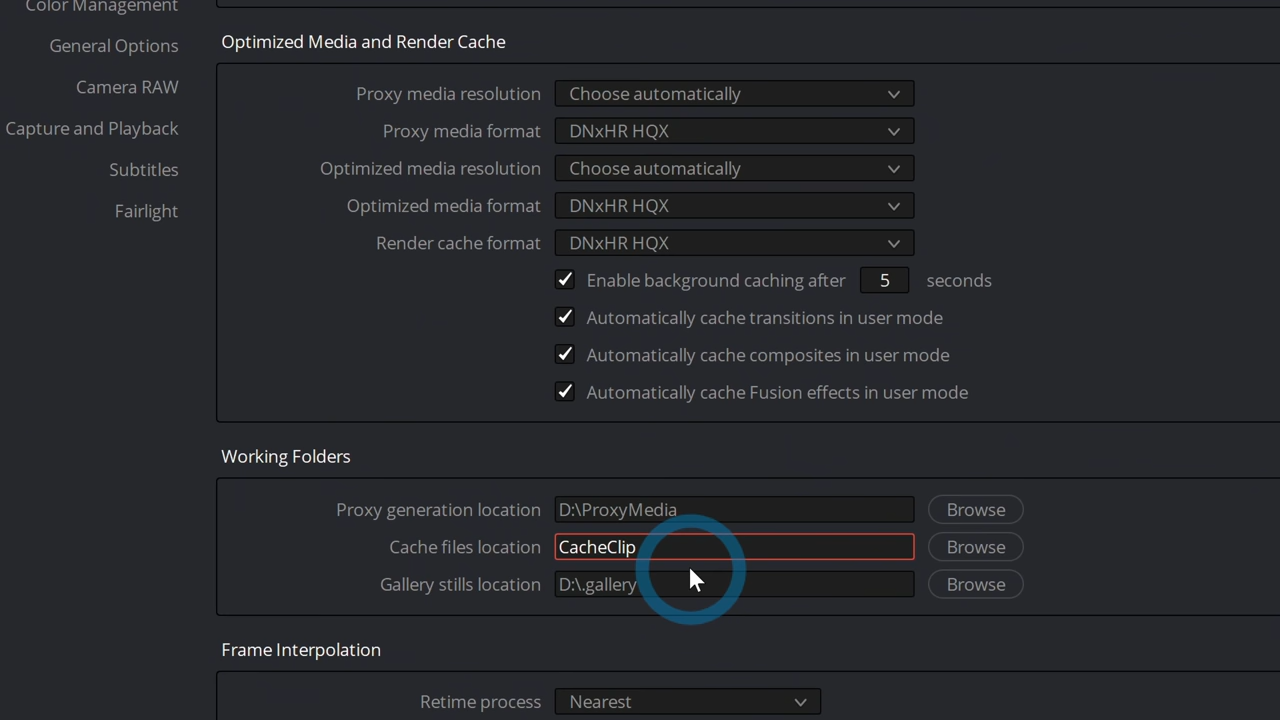 Color Management
General Options
Camera RAW
Capture and Playback
Subtitles
Fairlight
Optimized Media and Render Cache
Proxy media resolution Choose automatically
Proxy media format DNxHR HQX
Optimized media resolution Choose automatically
Optimized media format DNxHR HQX
Render cache format DNxHR HQX
Enable background caching after 5 seconds
Automatically cache transitions in user mode
Automatically cache composites in user mode
Automatically cache Fusion effects in user mode
Working Folders
Proxy generation location D:\ProxyMedia Browse
Cache files location CacheClip Browse
Gallery stills location D:\.gallery Browse
Frame Interpolation
Retime process Nearest